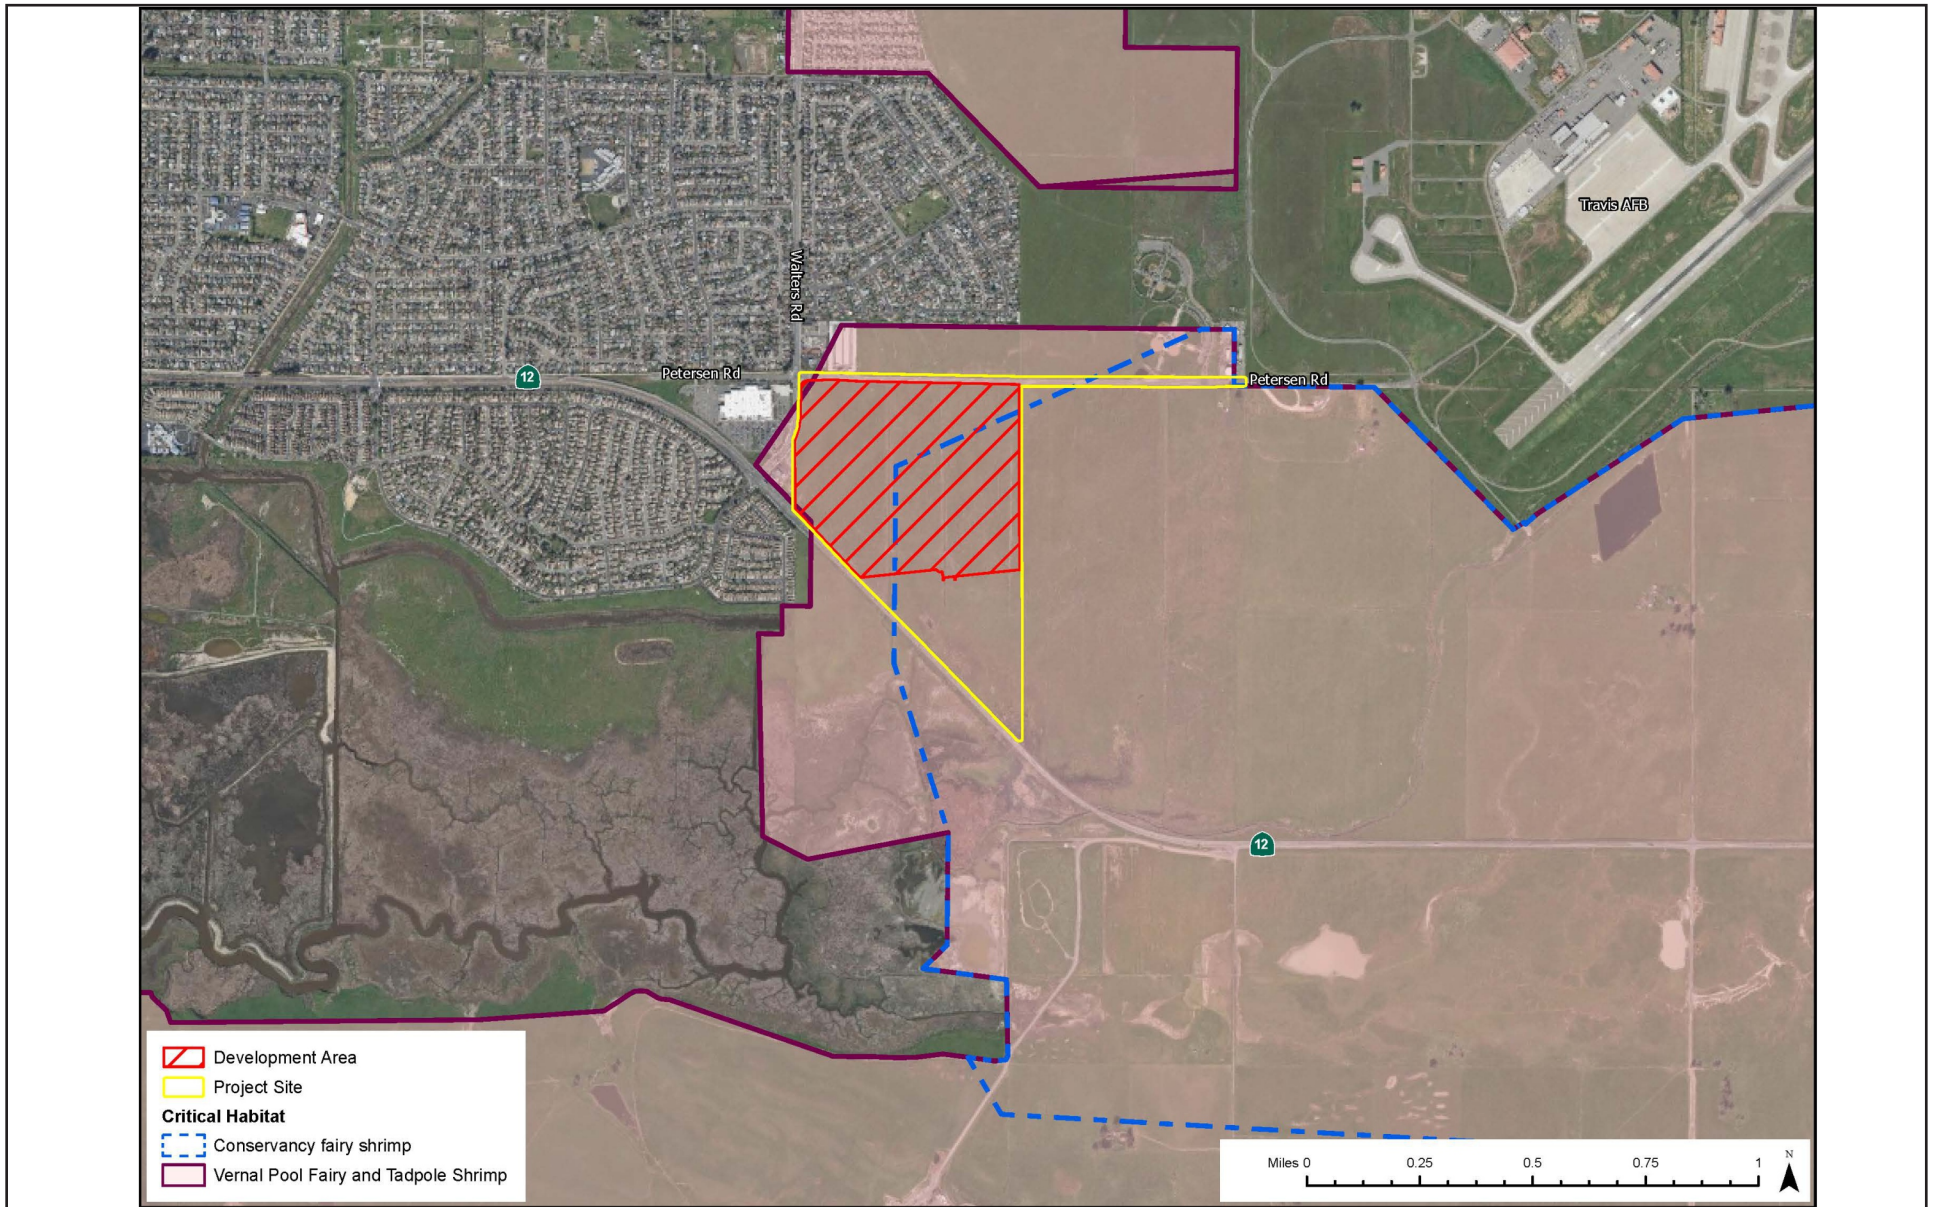 Travis AFB
Walters Rd
12
Petersen Rd
Petersen Rd
12
Development Area
Project Site
Critical Habitat
Conservancy fairy shrimp
Vernal Pool Fairy and Tadpole Shrimp
Miles 0 0.25 0.5 0.75 1
N